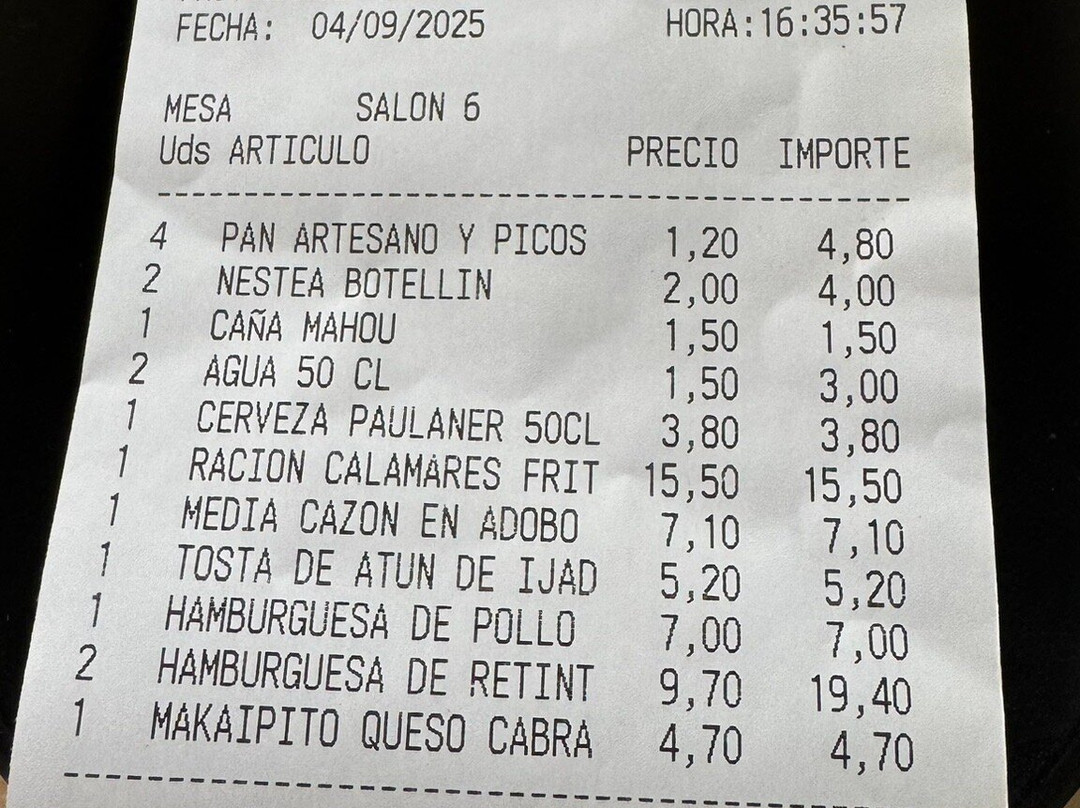 FECHA: 04/09/2025 HORA:16:35:57
MESA SALON 6
Uds ARTICULO PRECIO IMPORTE
4 PAN ARTESANO Y PICOS 1,20 4,80
2 NESTEA BOTELLIN 2,00 4,00
1 CAÑA MAHOU 1,50 1,50
2 AGUA 50 CL 1,50 3,00
1 CERVEZA PAULANER 50CL 3,80 3,80
1 RACION CALAMARES FRIT 15,50 15,50
1 MEDIA CAZON EN ADOBO 7,10 7,10
1 TOSTA DE ATUN DE IJAD 5,20 5,20
1 HAMBURGUESA DE POLLO 7,00 7,00
2 HAMBURGUESA DE RETINT 9,70 19,40
1 MAKAIPITO QUESO CABRA 4,70 4,70